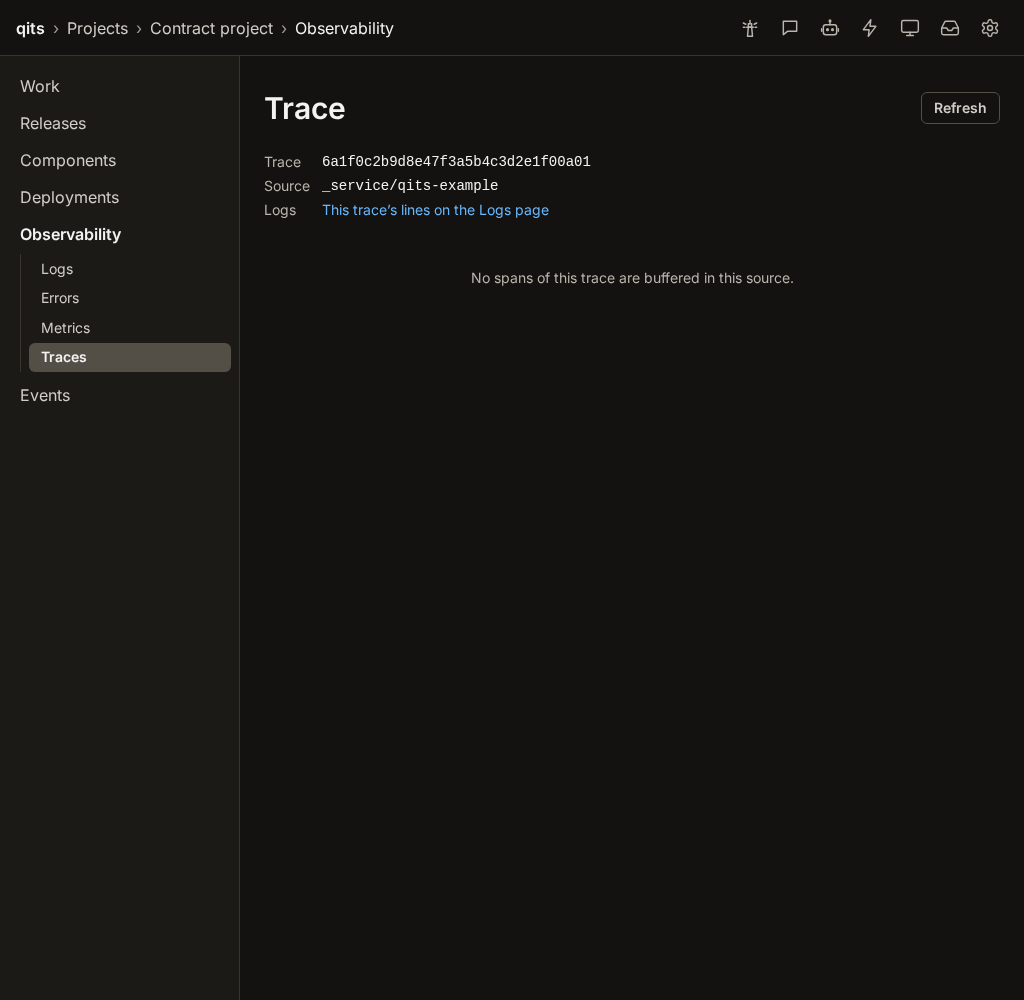 qits › Projects › Contract project › Observability
Work
Releases
Components
Deployments
Observability
Logs
Errors
Metrics
Traces
Events
Trace
Refresh
Trace 6a1f0c2b9d8e47f3a5b4c3d2e1f00a01
Source _service/qits-example
Logs This trace’s lines on the Logs page
No spans of this trace are buffered in this source.